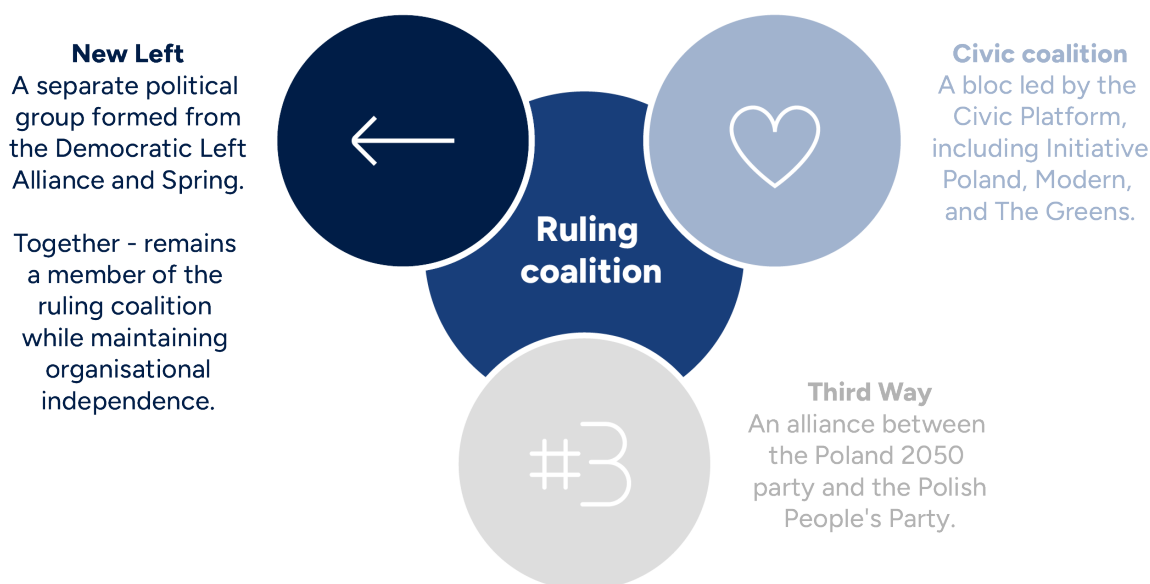 New Left
A separate political
group formed from
the Democratic Left
Alliance and Spring.
Together - remains
a member of the
ruling coalition
while maintaining
organisational
independence.
Ruling
coalition
Civic coalition
A bloc led by the
Civic Platform,
including Initiative
Poland, Modern,
and The Greens.
#3
Third Way
An alliance between
the Poland 2050
party and the Polish
People's Party.